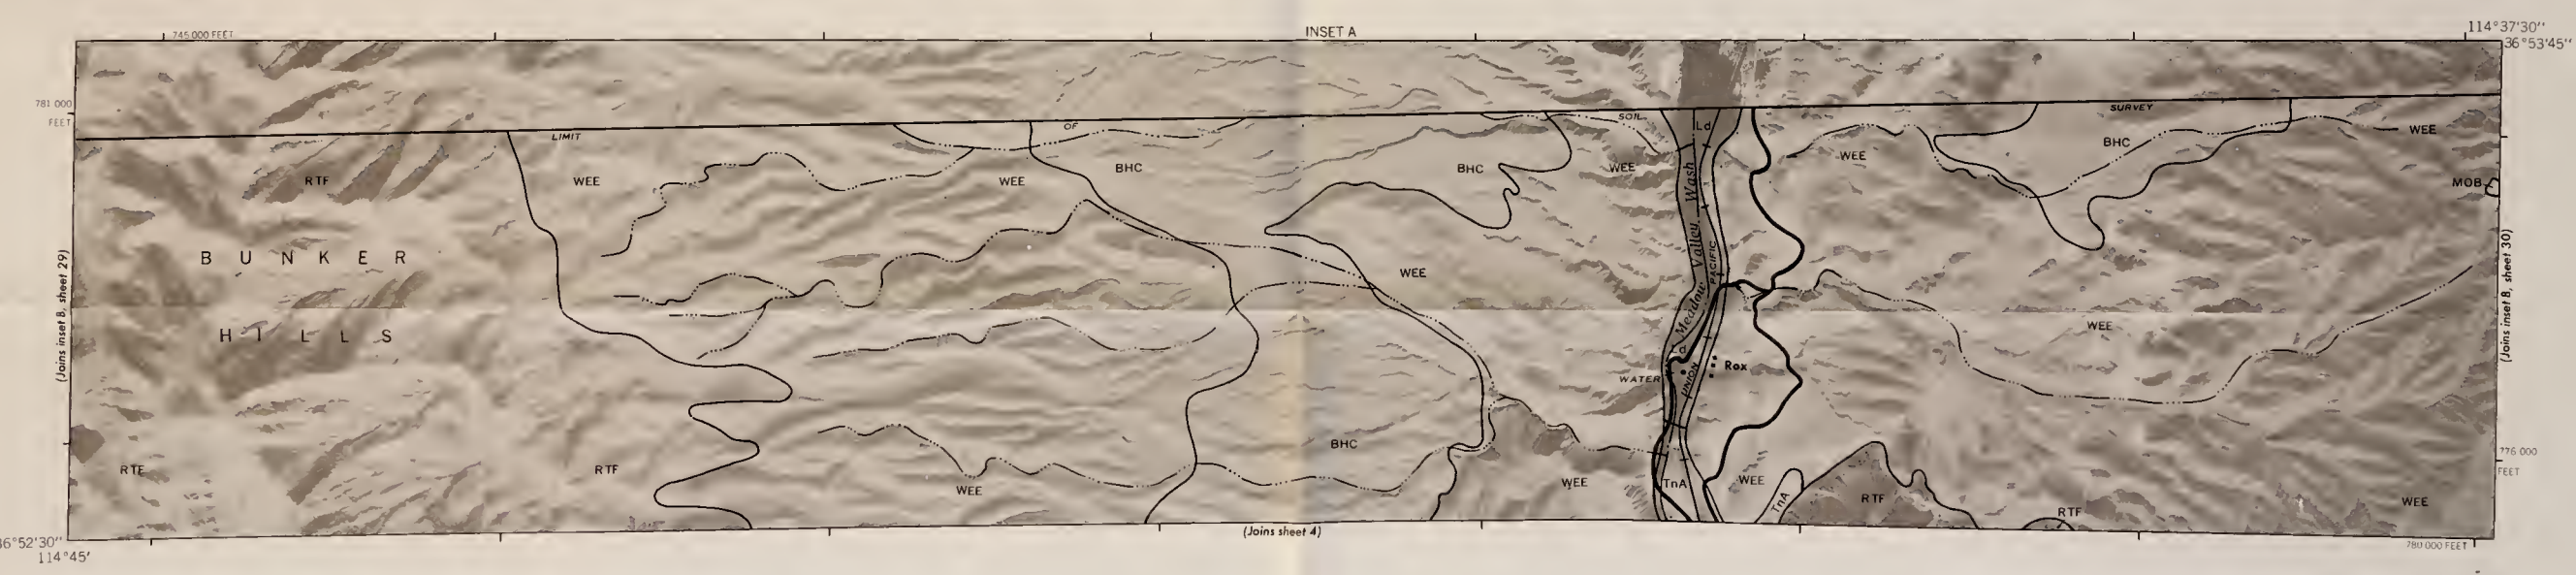 INSET A
745 000 FEET
114°37'30"
36°53'45"
781 000
FEET
LIMIT
OF
SOIL
SURVEY
Ld
BHC
WEE
WEE
BHC
BHC
WEE
WEE
WEE
RTF
MOB
Meadow Valley Wash
BUNKER
HILLS
WEE
PACIFIC
UNION
WEE
WATER
Rox
(Joins inset B, sheet 29)
(Joins inset B, sheet 30)
BHC
RTF
RTF
WEE
WEE
TnA
WEE
TnA
RTF
RTF
WEE
776 000
FEET
36°52'30"
114°45'
(Joins sheet 4)
780 000 FEET